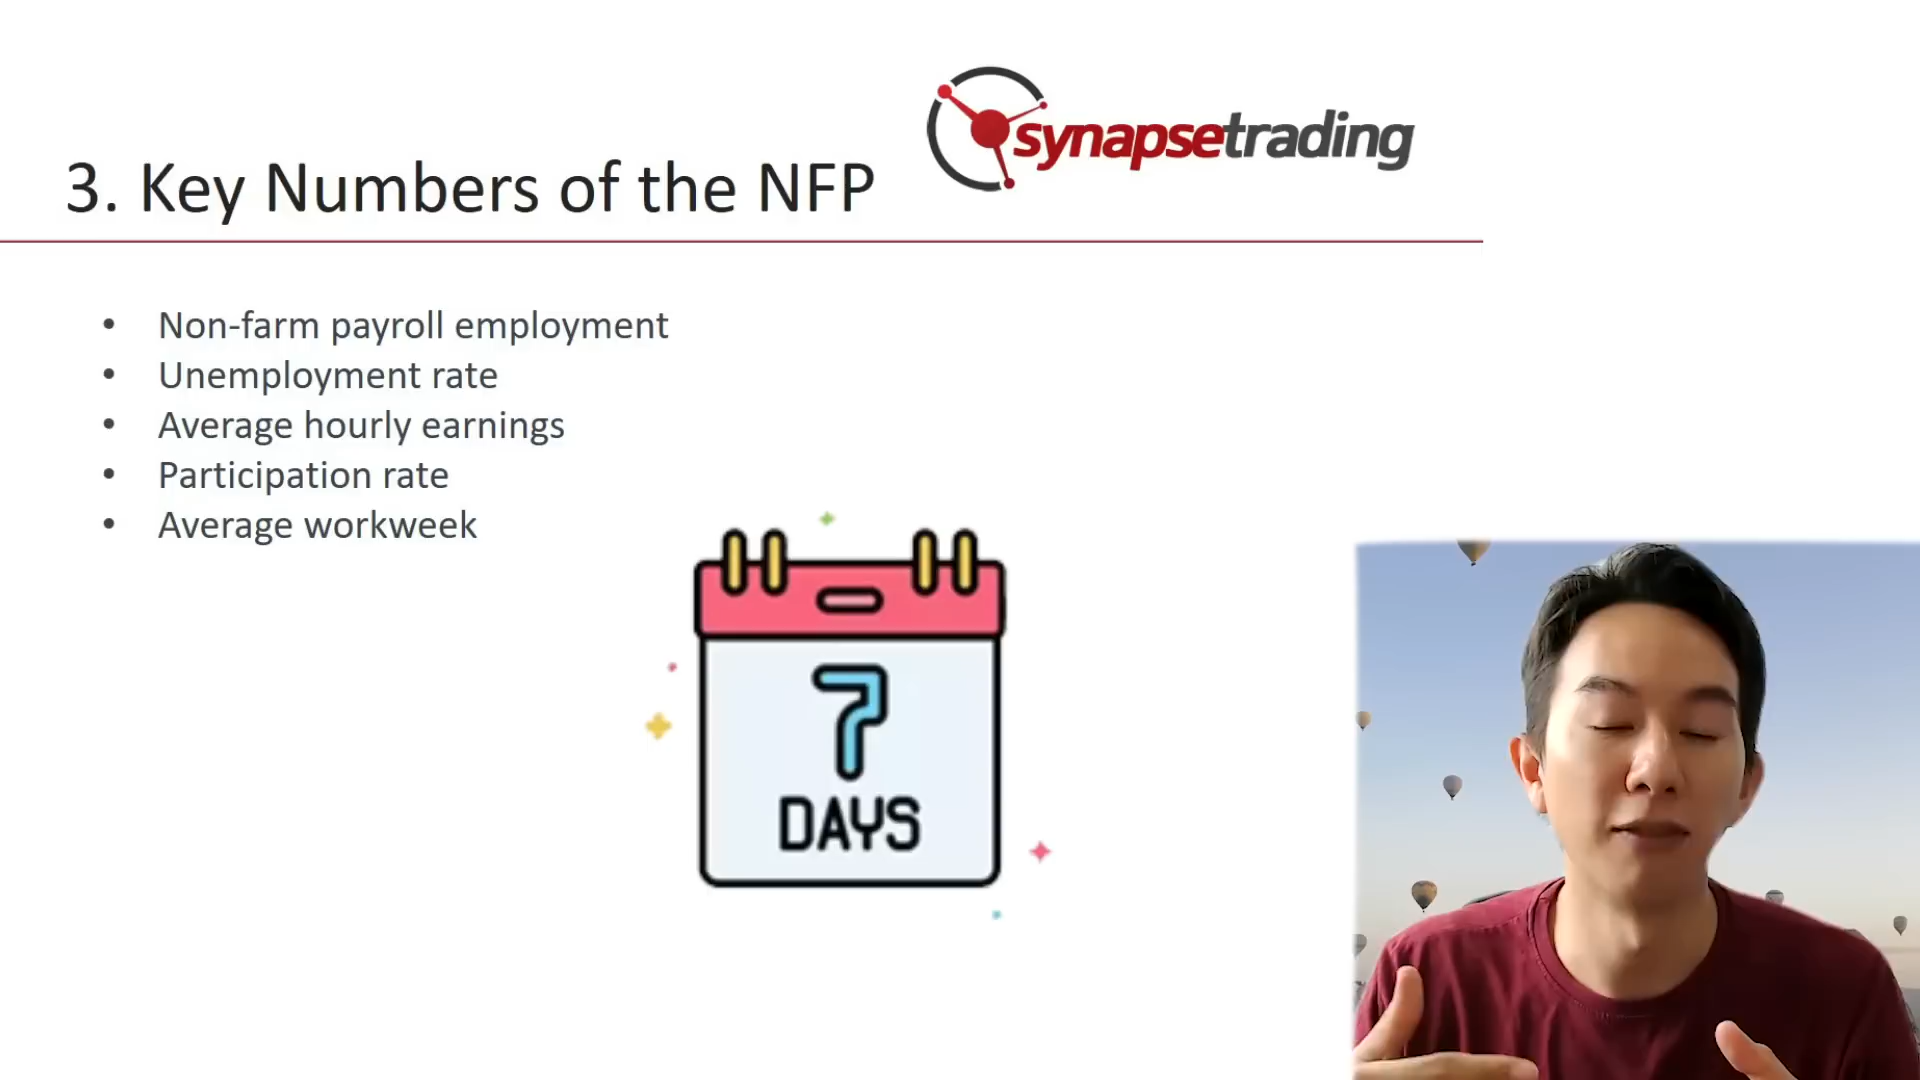 synapsetrading
3. Key Numbers of the NFP
• Non-farm payroll employment
• Unemployment rate
• Average hourly earnings
• Participation rate
• Average workweek
7
DAYS